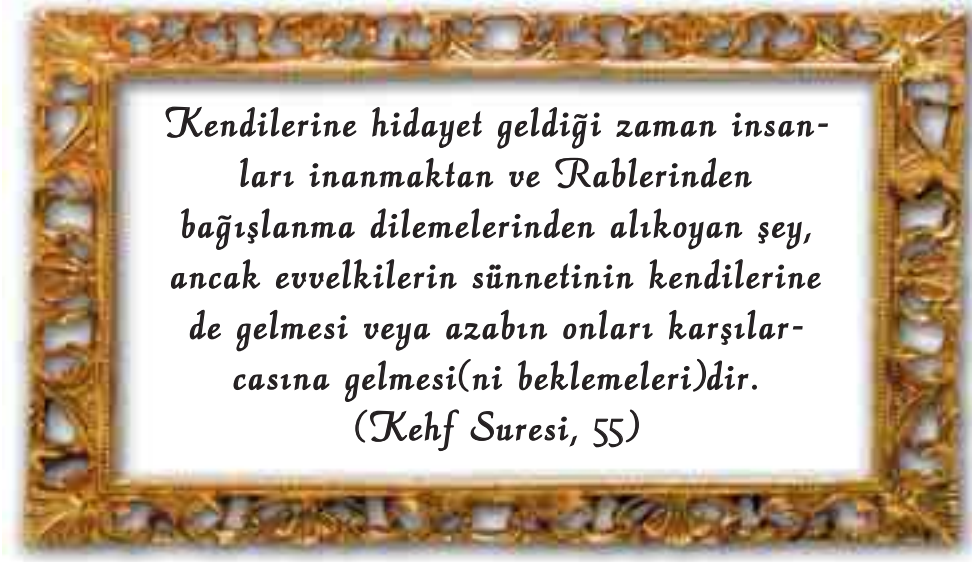 Kendilerine hidayet geldiği zaman insan-
ları inanmaktan ve Rablerinden
bağışlanma dilemelerinden alıkoyan şey,
ancak evvelkilerin sünnetinin kendilerine
de gelmesi veya azabın onları karşılar-
casına gelmesi(ni beklemeleri)dir.
(Kehf Suresi, 55)